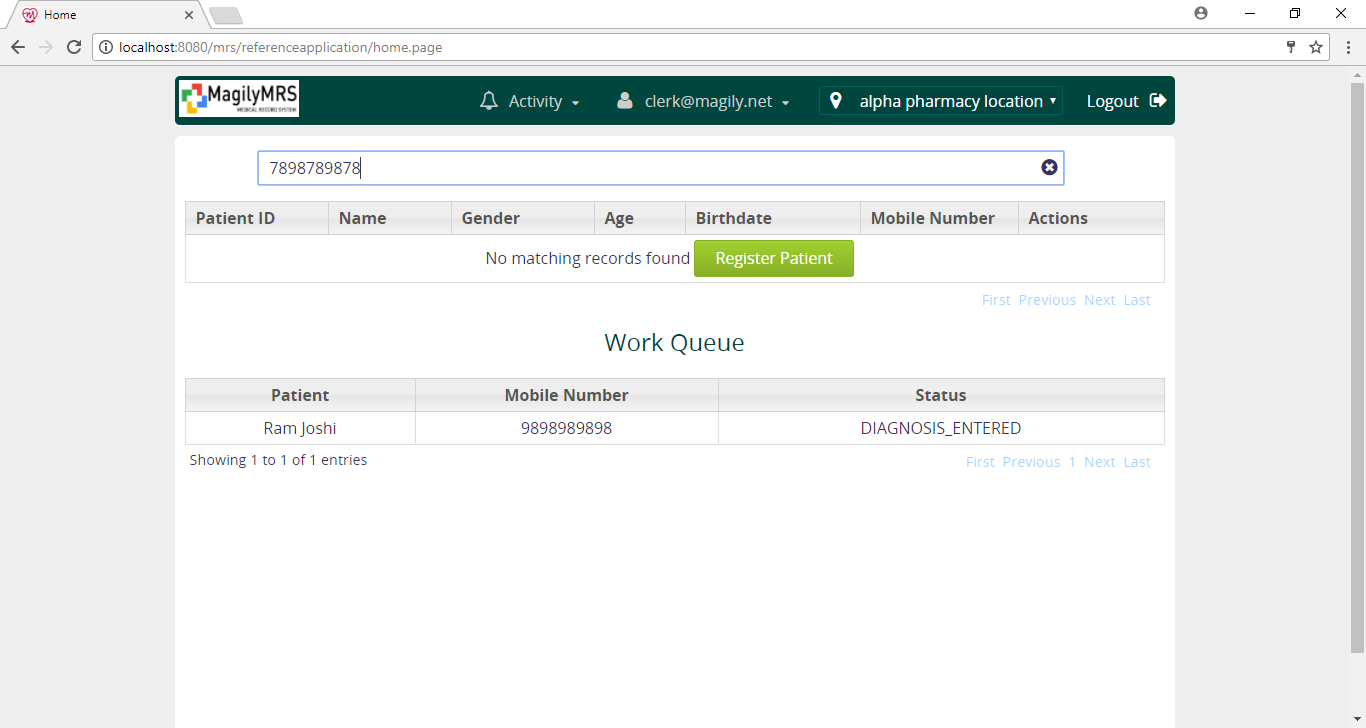 Home
localhost:8080/mrs/referenceapplication/home.page
MagilyMRS
MEDICAL RECORD SYSTEM
Activity clerk@magily.net alpha pharmacy location Logout
7898789878
Patient ID Name Gender Age Birthdate Mobile Number Actions
No matching records found Register Patient
First Previous Next Last
Work Queue
Patient Mobile Number Status
Ram Joshi 9898989898 DIAGNOSIS_ENTERED
Showing 1 to 1 of 1 entries First Previous 1 Next Last